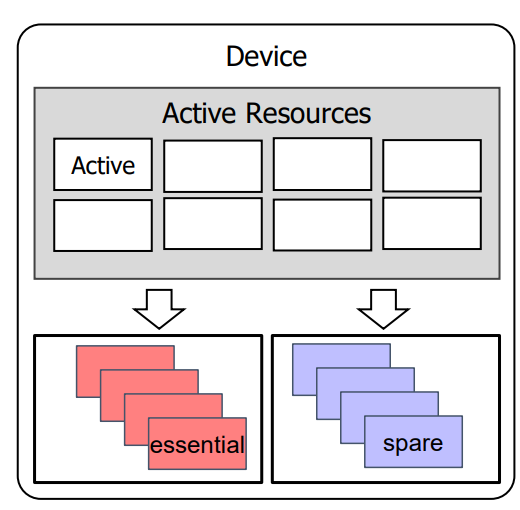 Device
Active Resources
Active
essential
spare